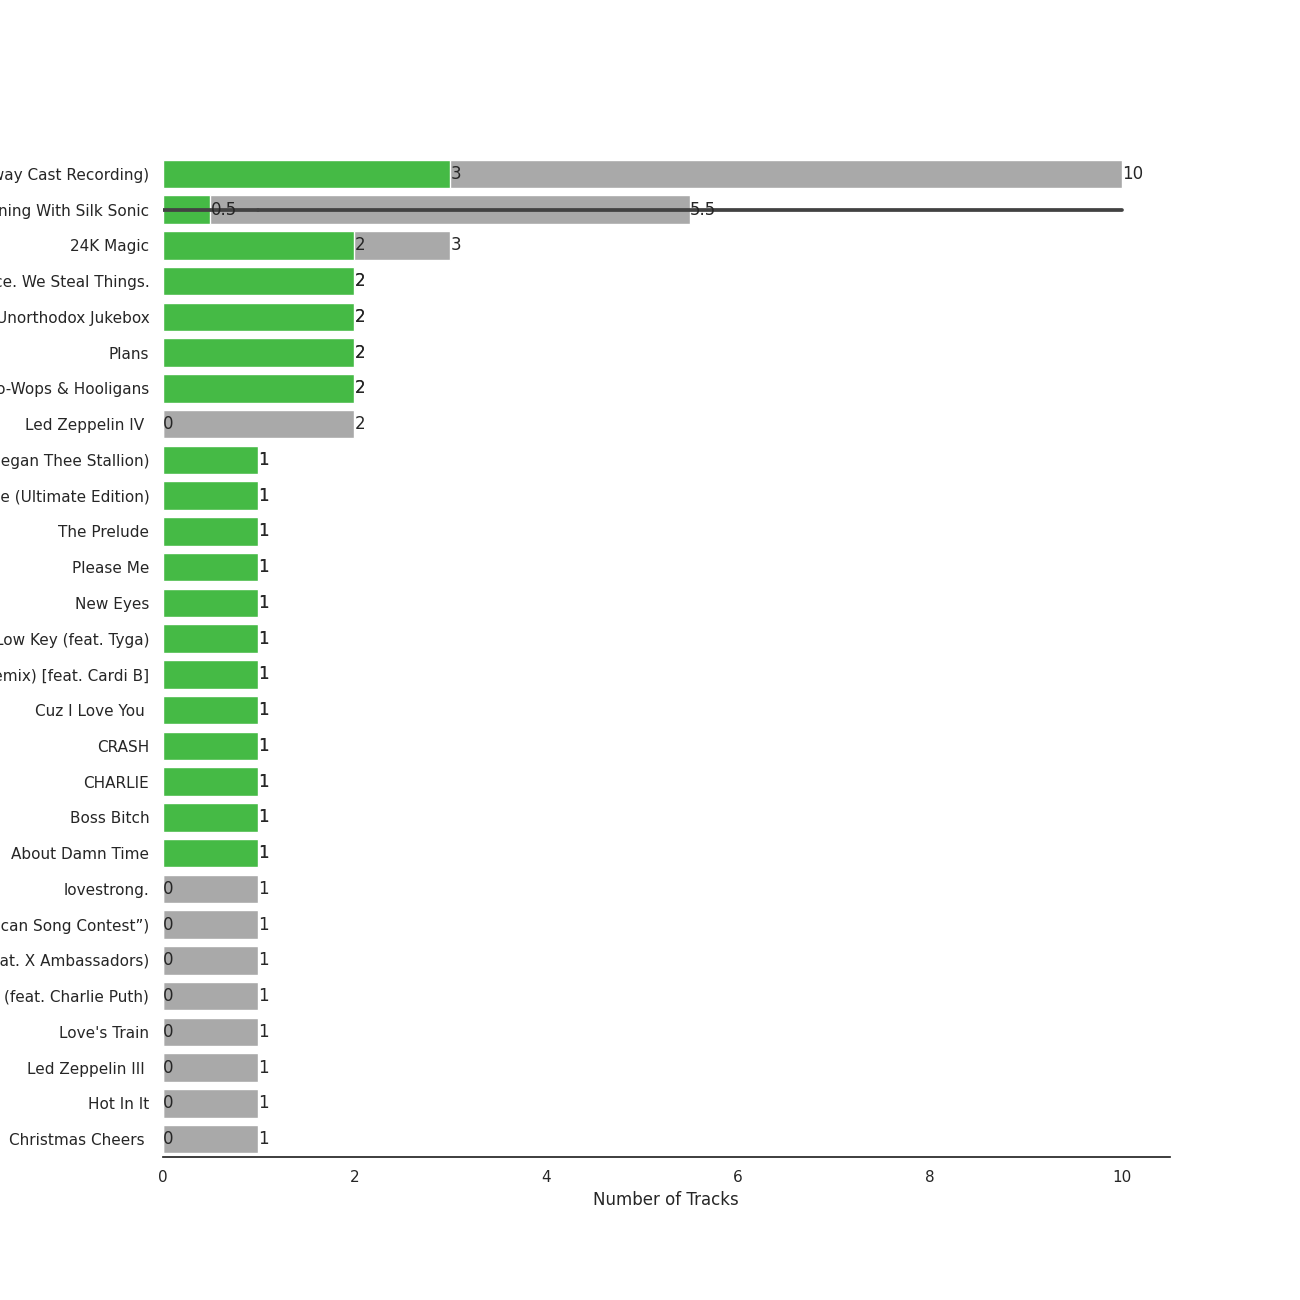 way Cast Recording) 3 10
ning With Silk Sonic 0.5 5.5
24K Magic 2 3
ce. We Steal Things. 2
Unorthodox Jukebox 2
Plans 2
o-Wops & Hooligans 2
Led Zeppelin IV 0 2
egan Thee Stallion) 1
e (Ultimate Edition) 1
The Prelude 1
Please Me 1
New Eyes 1
Low Key (feat. Tyga) 1
emix) [feat. Cardi B] 1
Cuz I Love You 1
CRASH 1
CHARLIE 1
Boss Bitch 1
About Damn Time 1
lovestrong. 0 1
can Song Contest”) 0 1
at. X Ambassadors) 0 1
(feat. Charlie Puth) 0 1
Love's Train 0 1
Led Zeppelin III 0 1
Hot In It 0 1
Christmas Cheers 0 1
0 2 4 6 8 10
Number of Tracks